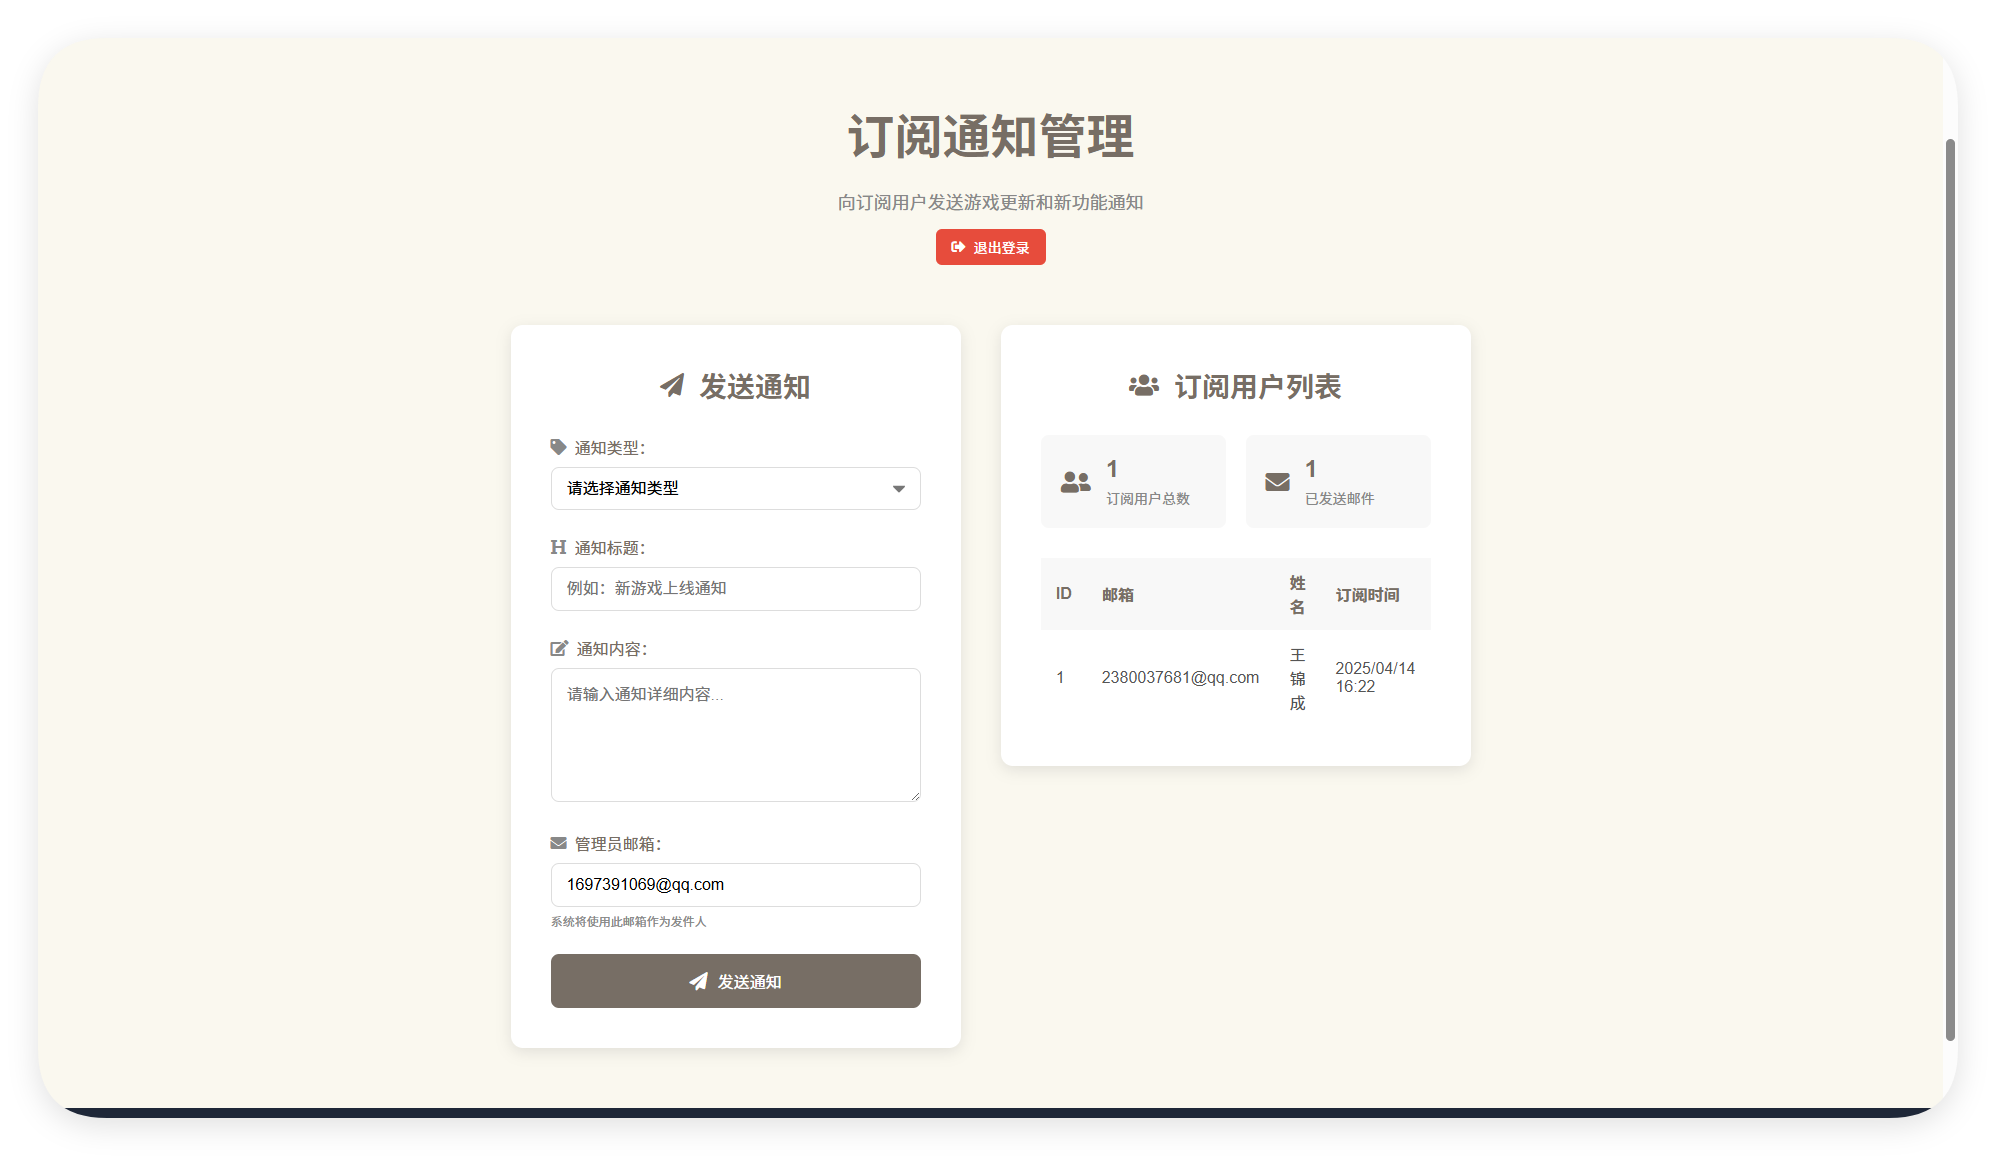 订阅通知管理
向订阅用户发送游戏更新和新功能通知
退出登录
发送通知
通知类型：
请选择通知类型
通知标题：
例如：新游戏上线通知
通知内容：
请输入通知详细内容...
管理员邮箱：
1697391069@qq.com
系统将使用此邮箱作为发件人
发送通知
订阅用户列表
1
订阅用户总数
1
已发送邮件
ID 邮箱 姓名 订阅时间
1 2380037681@qq.com 王锦成 2025/04/14 16:22